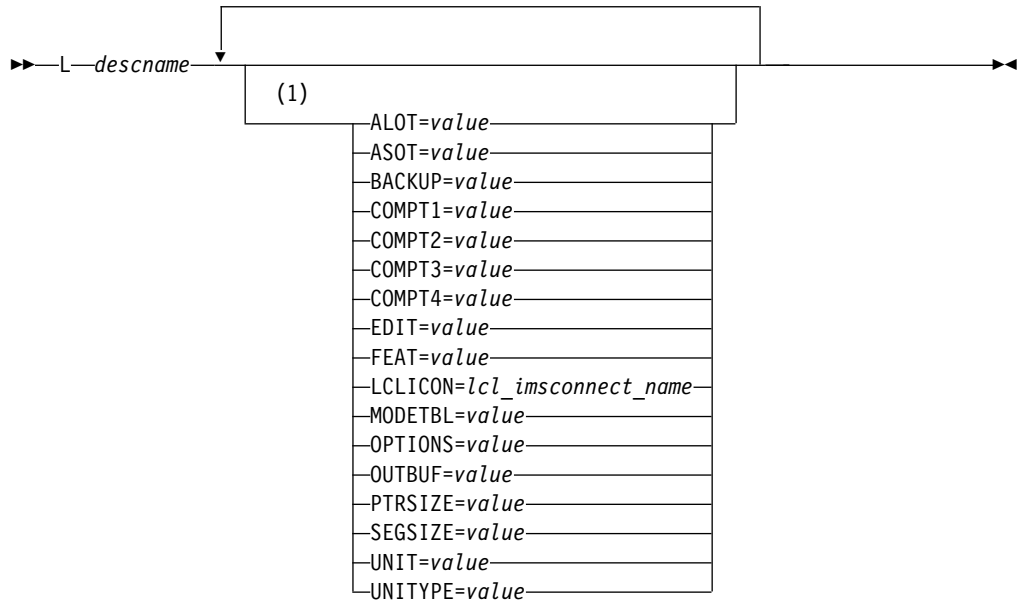 L descname
(1)
ALOT=value
ASOT=value
BACKUP=value
COMPT1=value
COMPT2=value
COMPT3=value
COMPT4=value
EDIT=value
FEAT=value
LCLICON=lcl_imsconnect_name
MODETBL=value
OPTIONS=value
OUTBUF=value
PTRSIZE=value
SEGSIZE=value
UNIT=value
UNITYPE=value